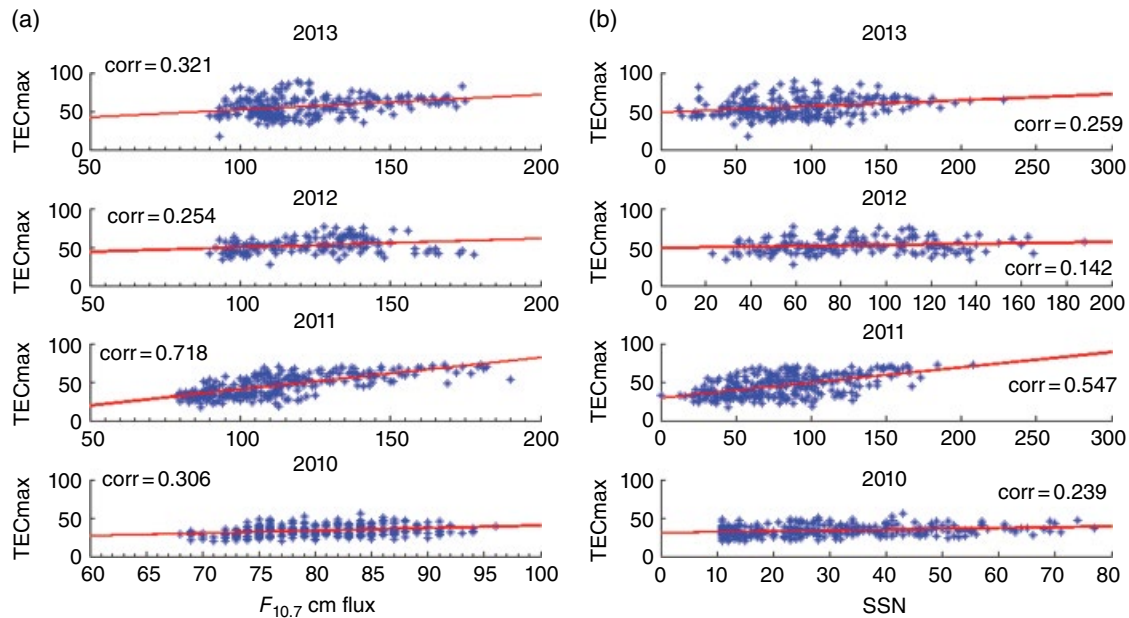 (a)
2013
corr = 0.321
TECmax
100
50
0
50 100 150 200
2012
corr = 0.254
TECmax
100
50
0
50 100 150 200
2011
corr = 0.718
TECmax
100
50
0
50 100 150 200
2010
corr = 0.306
TECmax
100
50
0
60 65 70 75 80 85 90 95 100
F10.7 cm flux
(b)
2013
TECmax
100
50
0
corr = 0.259
0 50 100 150 200 250 300
2012
TECmax
100
50
0
corr = 0.142
0 20 40 60 80 100 120 140 160 180 200
2011
TECmax
100
50
0
corr = 0.547
0 50 100 150 200 250 300
2010
corr = 0.239
TECmax
100
50
0
0 10 20 30 40 50 60 70 80
SSN